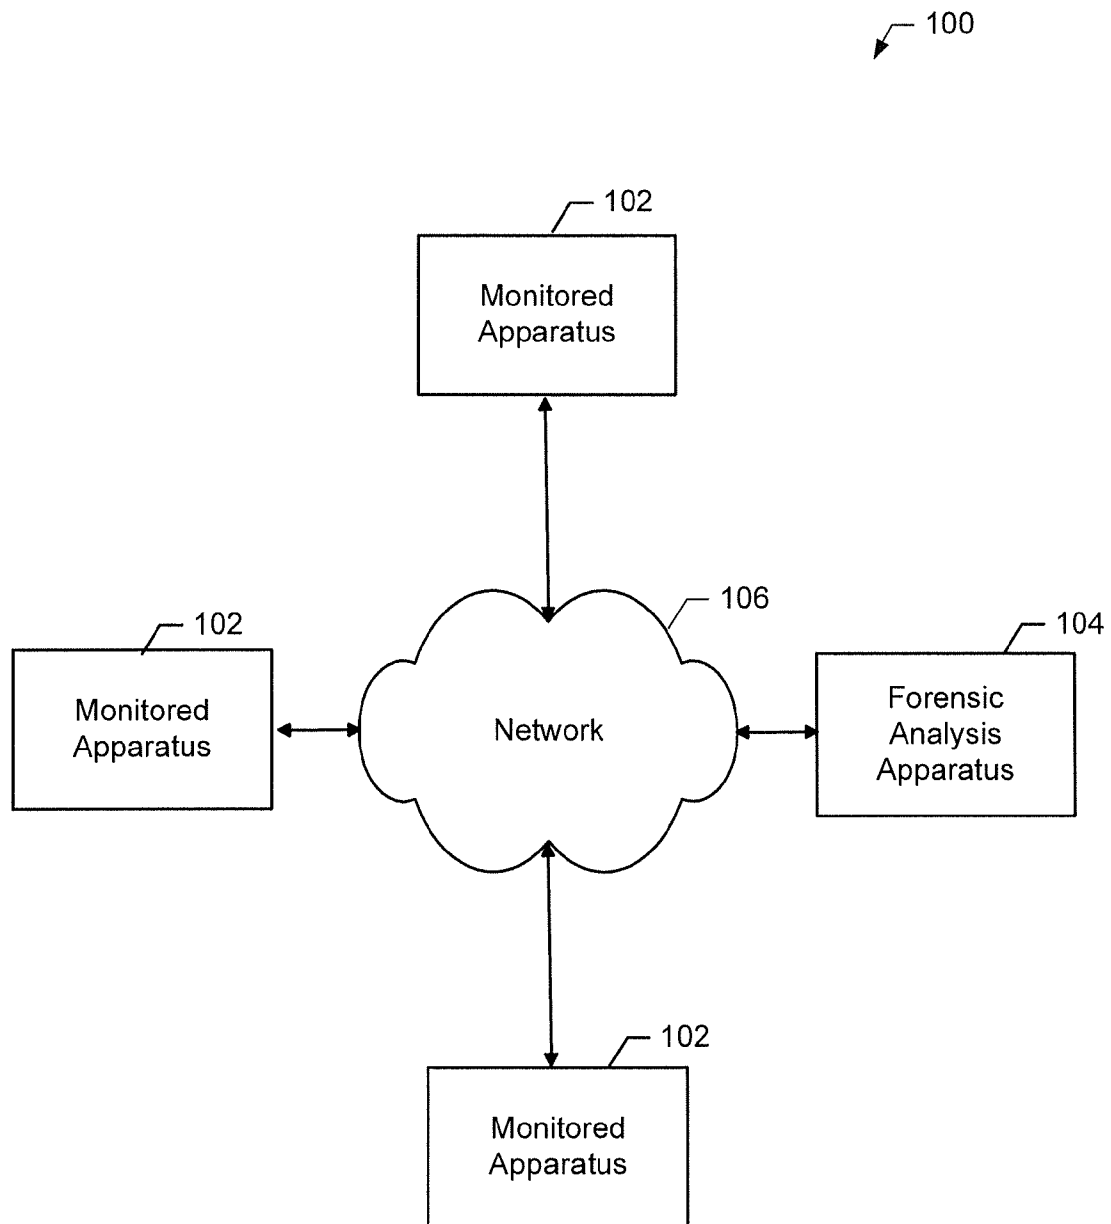 100
102
Monitored
Apparatus
106
102
Monitored
Apparatus
Network
104
Forensic
Analysis
Apparatus
102
Monitored
Apparatus